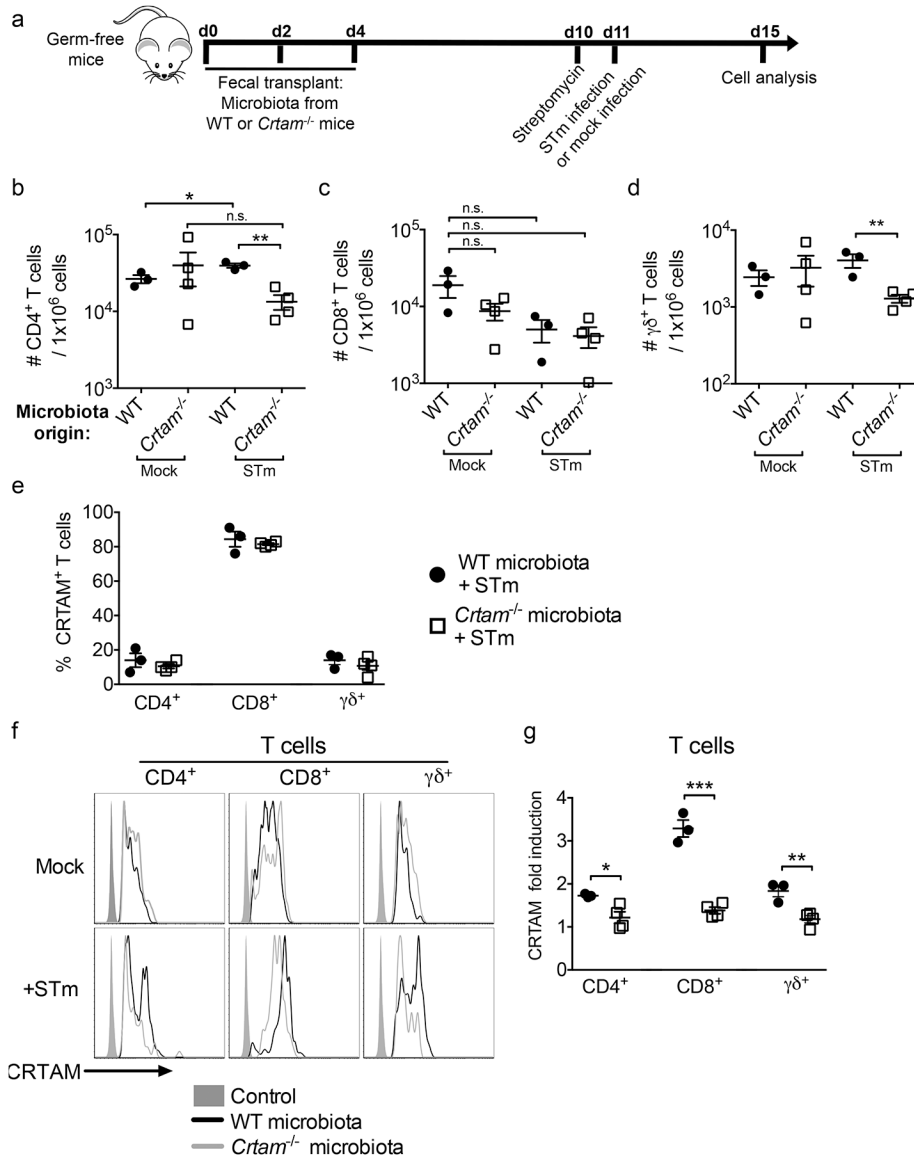 a
Germ-free
mice
d0 d2 d4 d10 d11 d15
Fecal transplant:
Microbiota from
WT or Crtam-/- mice
Streptomycin
STm infection
or mock infection
Cell analysis
b
# CD4+ T cells
/ 1x10^6 cells
10^5
10^4
10^3
*
n.s.
**
Microbiota
origin:
WT Crtam-/- WT Crtam-/-
Mock STm
c
# CD8+ T cells
/ 1x10^6 cells
10^5
10^4
10^3
n.s.
n.s.
n.s.
WT Crtam-/- WT Crtam-/-
Mock STm
d
# γδ+ T cells
/ 1x10^6 cells
10^4
10^3
10^2
**
WT Crtam-/- WT Crtam-/-
Mock STm
e
% CRTAM+ T cells
100
80
60
40
20
0
CD4+ CD8+ γδ+
WT microbiota
+ STm
Crtam-/- microbiota
+ STm
f
T cells
CD4+ CD8+ γδ+
Mock
+STm
CRTAM
Control
WT microbiota
Crtam-/- microbiota
g
T cells
CRTAM fold induction
4
3
2
1
0
*
***
**
CD4+ CD8+ γδ+